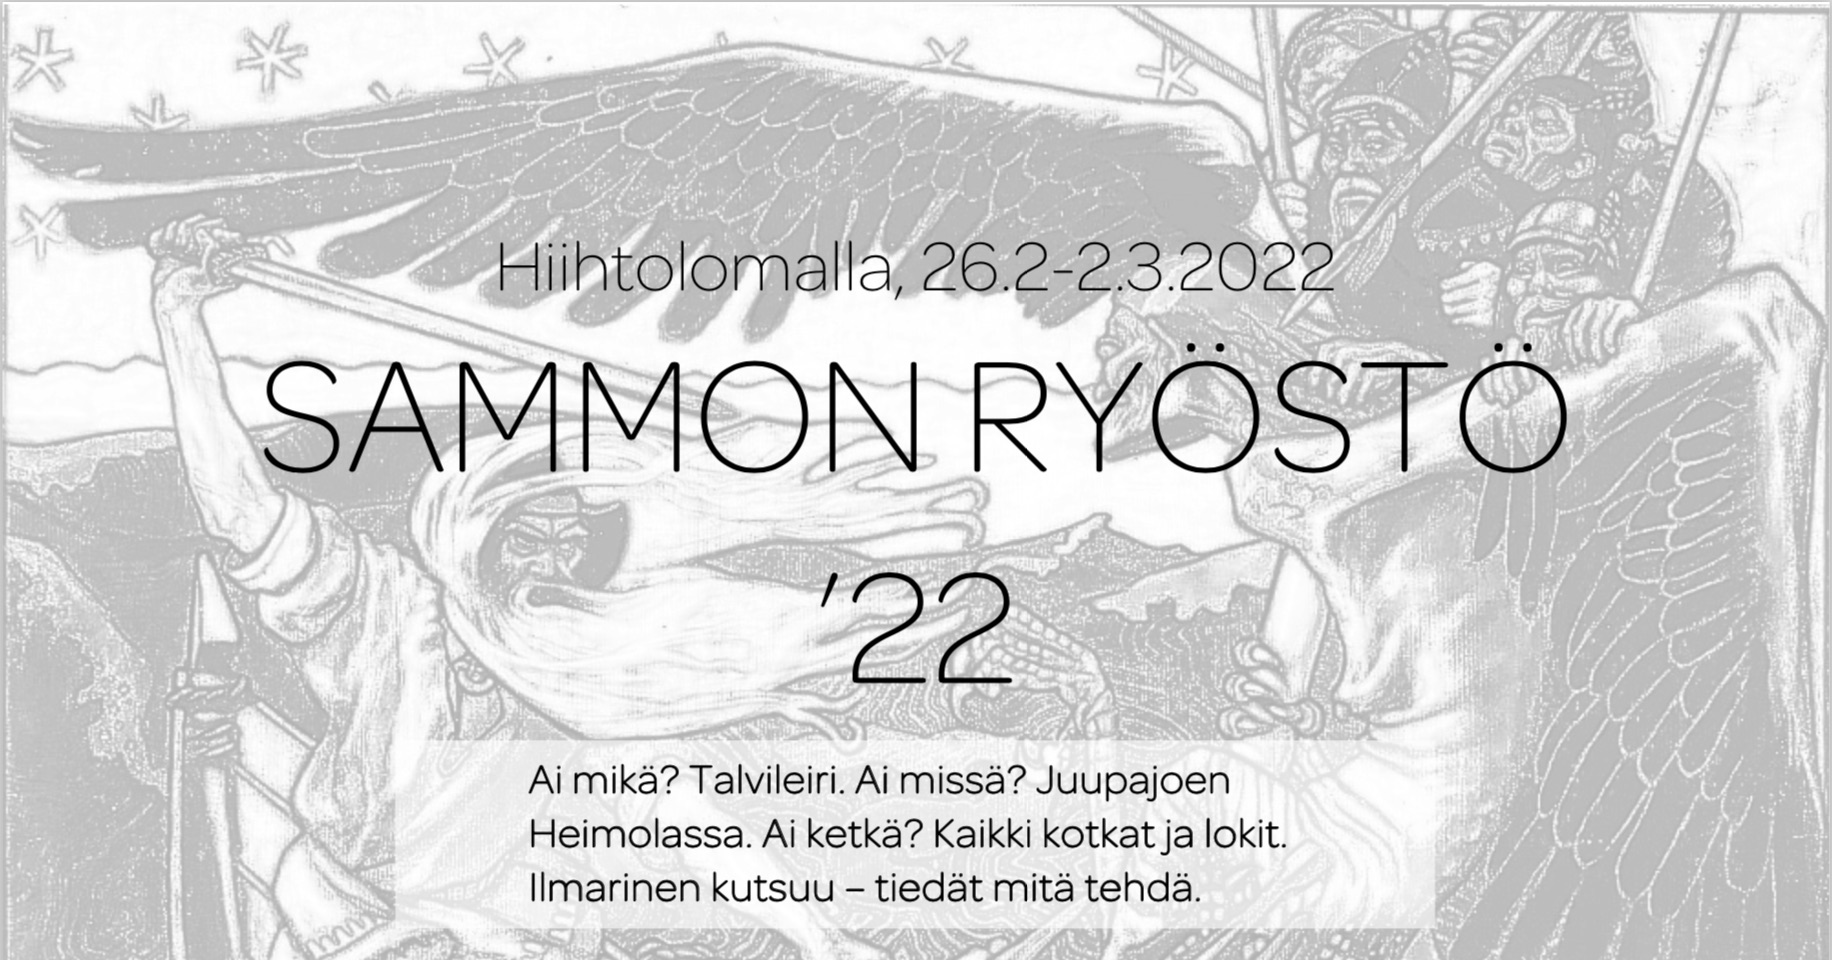 Hiihtolomalla, 26.2-2.3.2022
SAMMON RYÖSTÖ
'22
Ai mikä? Talvileiri. Ai missä? Juupajoen
Heimolassa. Ai ketkä? Kaikki kotkat ja lokit.
Ilmarinen kutsuu – tiedät mitä tehdä.